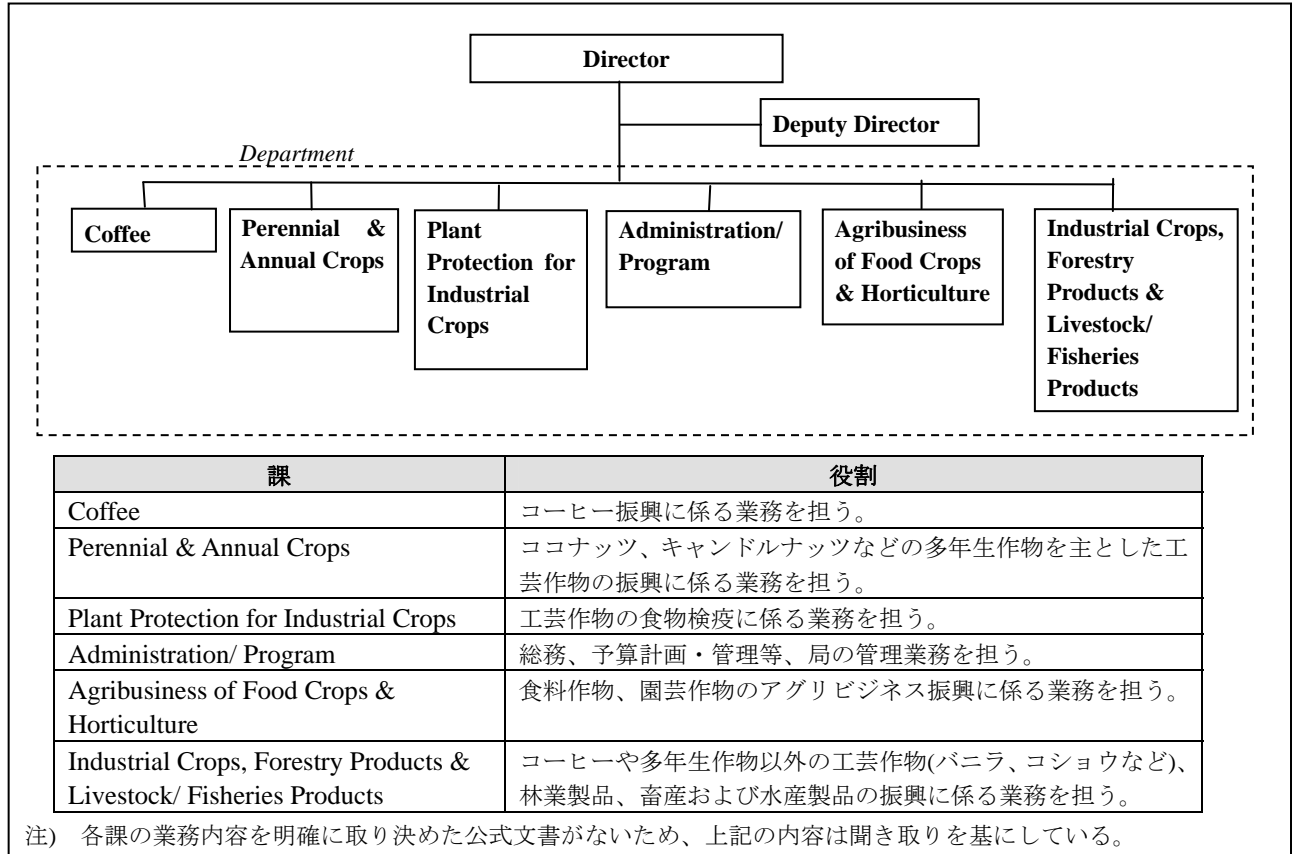 Director
Deputy Director
Department
Coffee
Perennial &
Annual Crops
Plant
Protection for
Industrial
Crops
Administration/
Program
Agribusiness
of Food Crops
& Horticulture
Industrial Crops,
Forestry
Products &
Livestock/
Fisheries
Products
課 役割
Coffee コーヒー振興に係る業務を担う。
Perennial & Annual Crops ココナッツ、キャンドルナッツなどの多年生作物を主とした工
芸作物の振興に係る業務を担う。
Plant Protection for Industrial Crops 工芸作物の食物検疫に係る業務を担う。
Administration/ Program 総務、予算計画・管理等、局の管理業務を担う。
Agribusiness of Food Crops &
Horticulture
食料作物、園芸作物のアグリビジネス振興に係る業務を担う。
Industrial Crops, Forestry Products &
Livestock/ Fisheries Products
コーヒーや多年生作物以外の工芸作物(バニラ、コショウなど)、
林業製品、畜産および水産製品の振興に係る業務を担う。
注) 各課の業務内容を明確に取り決めた公式文書がないため、上記の内容は聞き取りを基にしている。